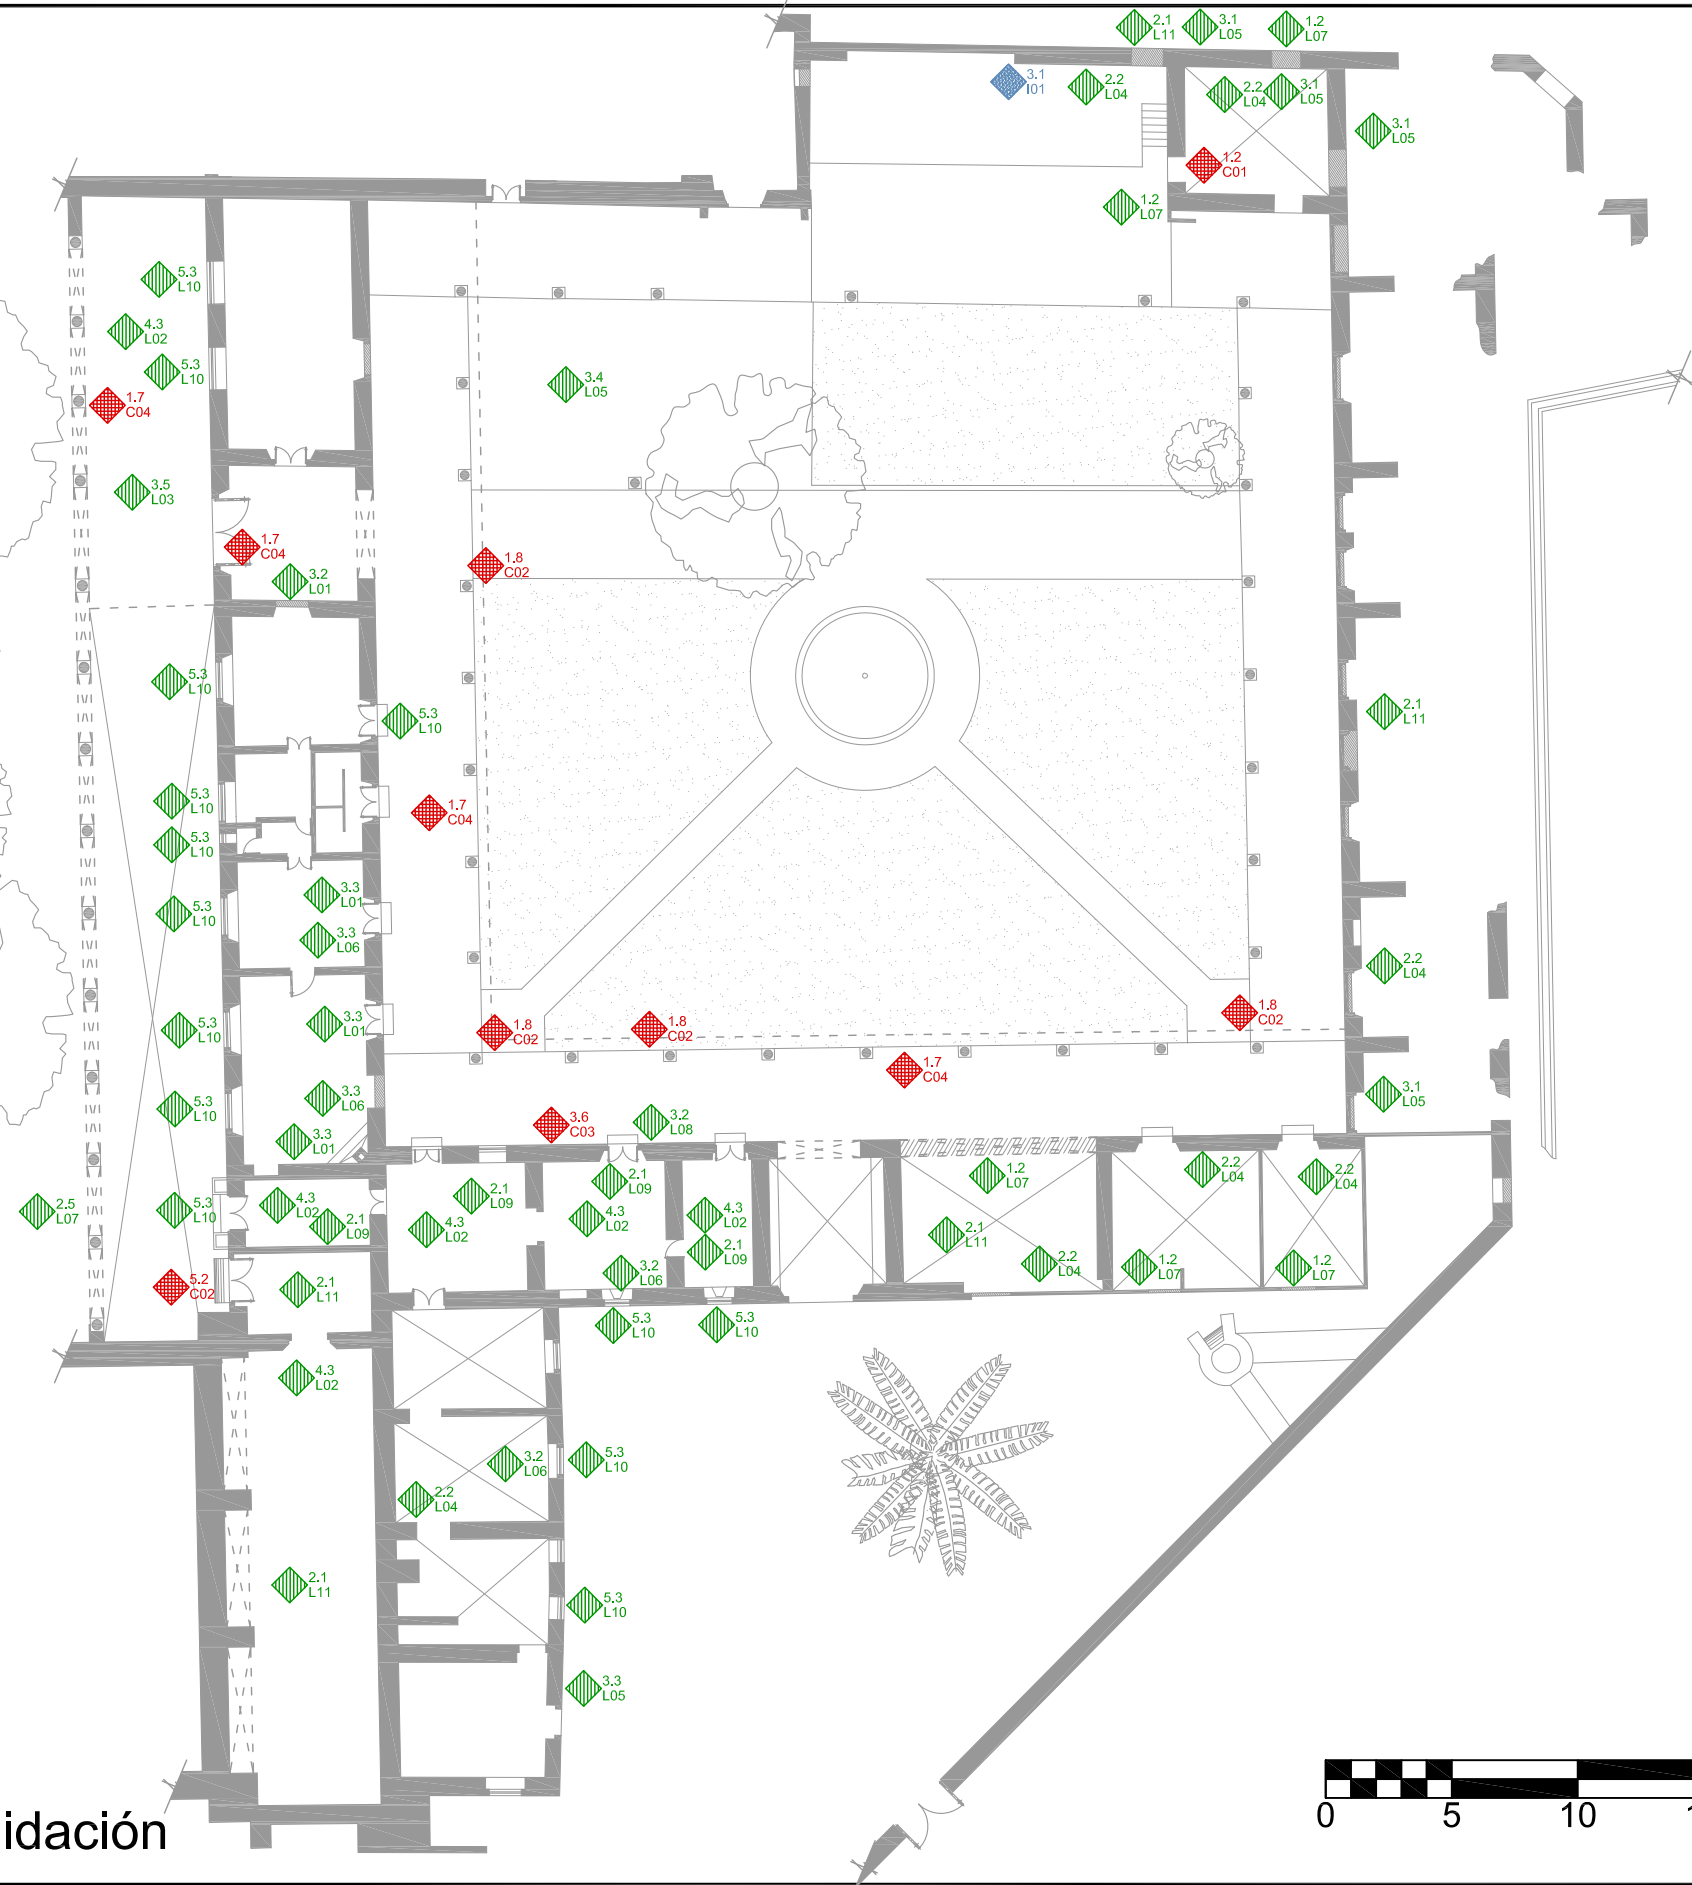 2.1
L11
3.1
L05
1.2
L07
3.1
I01
2.2
L04
2.2
L04
3.1
L05
3.1
L05
1.2
C01
1.2
L07
5.3
L10
4.3
L02
5.3
L10
1.7
C04
3.4
L05
3.5
L03
1.7
C04
3.2
L01
1.8
C02
5.3
L10
5.3
L10
2.1
L11
5.3
L10
1.7
C04
5.3
L10
3.3
L01
5.3
L10
3.3
L06
2.2
L04
5.3
L10
3.3
L01
1.8
C02
1.8
C02
1.8
C02
1.7
C04
5.3
L10
3.3
L06
3.1
L05
3.6
C03
3.2
L08
3.3
L01
2.5
L07
5.3
L10
4.3
L02
2.1
L09
2.1
L09
4.3
L02
2.1
L09
4.3
L02
4.3
L02
2.1
L09
3.2
L06
1.2
L07
2.1
L11
2.2
L04
2.2
L04
2.2
L04
1.2
L07
1.2
L07
5.2
C02
2.1
L11
5.3
L10
5.3
L10
4.3
L02
3.2
L06
5.3
L10
2.2
L04
2.1
L11
5.3
L10
3.3
L05
idación
0 5 10 1